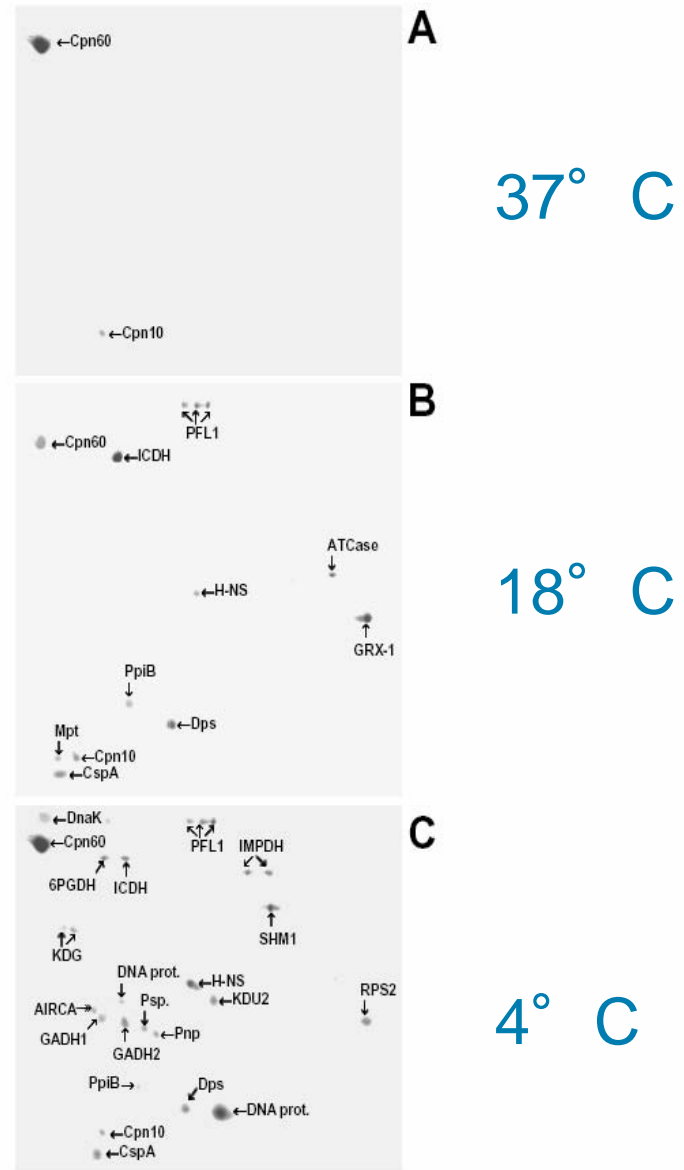 A
←Cpn60
37° C
←Cpn10
B
PFL1
←Cpn60
←ICDH
ATCase
18° C
←H-NS
GRX-1
PpiB
←Dps
Mpt
←Cpn10
←CspA
C
←DnaK
←Cpn60
PFL1 IMPDH
6PGDH ICDH
SHM1
KDG
DNA prot. ←H-NS
RPS2
AIRCA→ Psp. ←KDU2
4° C
GADH1 ←Pnp
GADH2
PpiB→ Dps
←DNA prot.
←Cpn10
←CspA